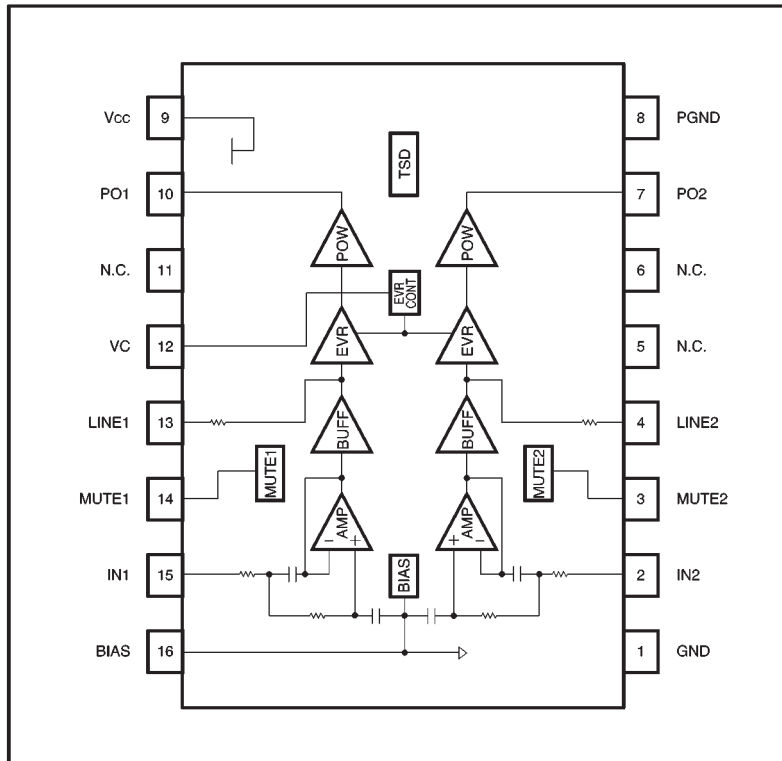 Vcc 9 8 PGND
TSD
PO1 10 7 PO2
POW POW
N.C. 11 6 N.C.
EVR CONT
VC 12 EVR EVR 5 N.C.
LINE1 13 BUFF BUFF 4 LINE2
MUTE1 14 MUTE1 MUTE2 3 MUTE2
AMP AMP
− + + −
IN1 15 BIAS 2 IN2
BIAS 16 1 GND